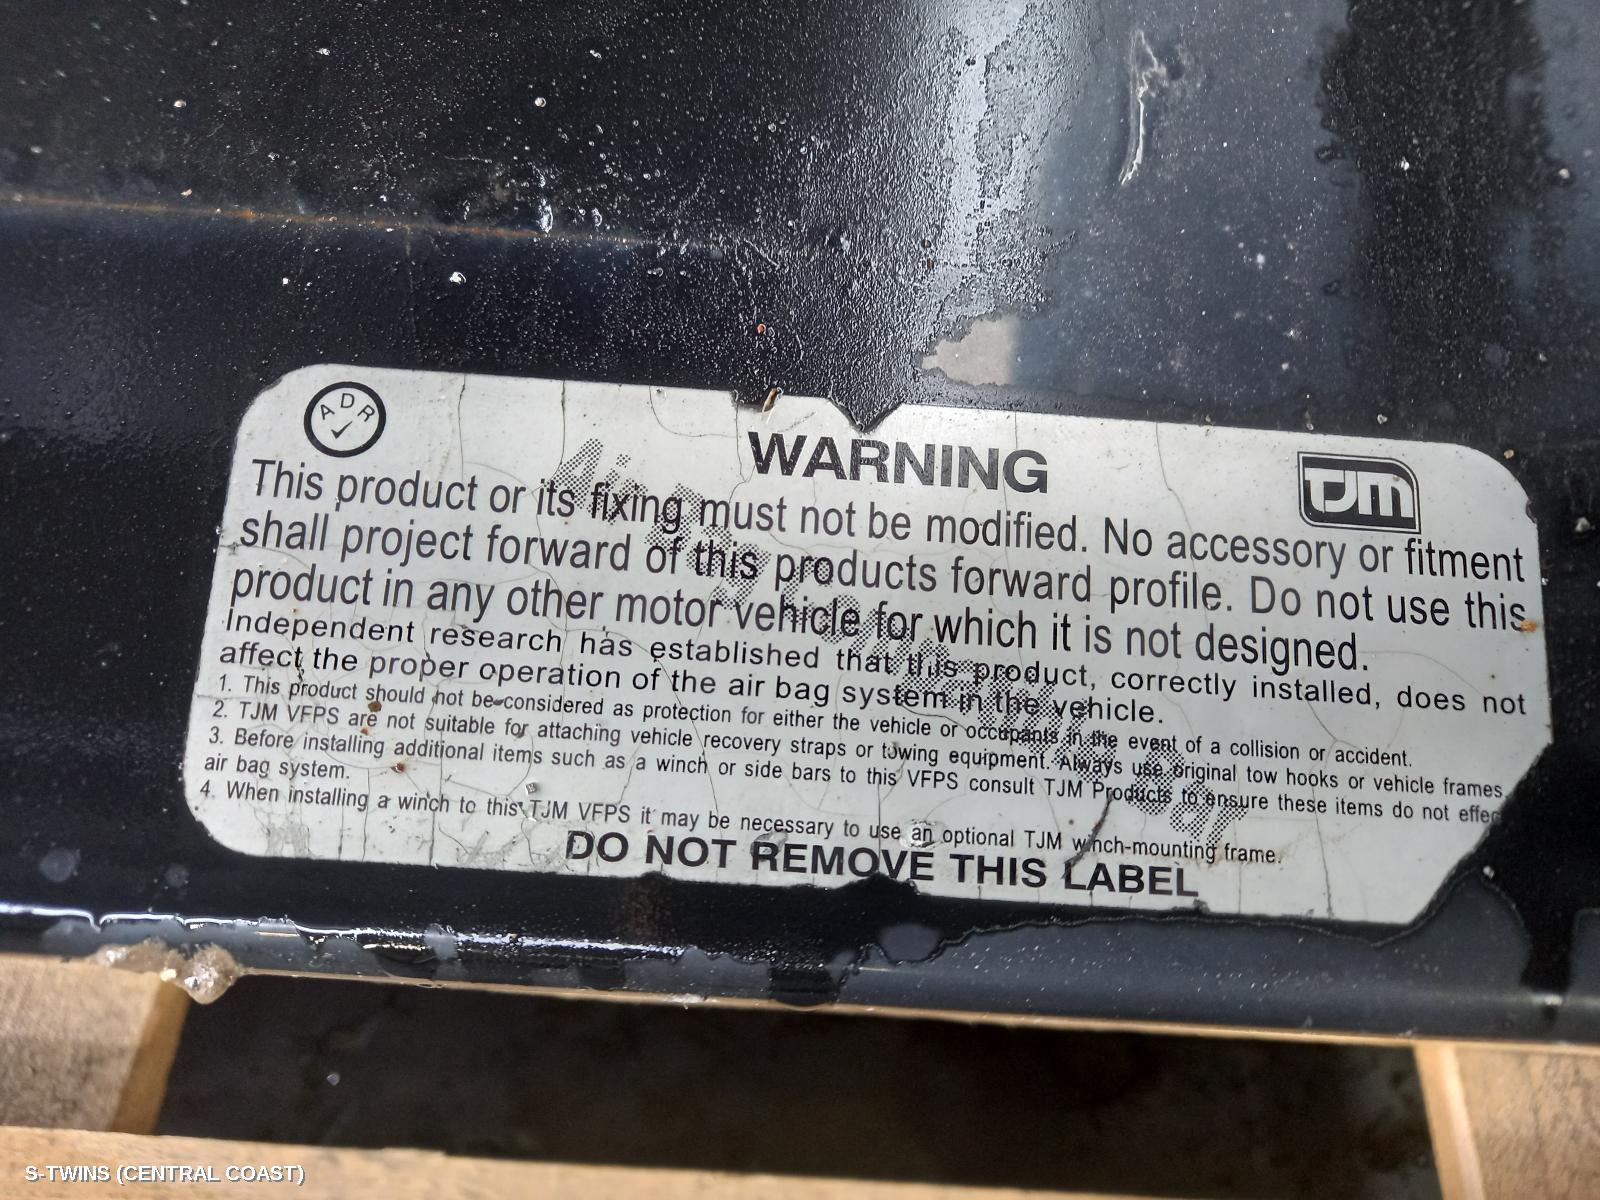 ADR
WARNING
TJM
This product or its fixing must not be modified. No accessory or fitment
shall project forward of this products forward profile. Do not use this
product in any other motor vehicle for which it is not designed.
Independent research has established that this product, correctly installed, does not
affect the proper operation of the air bag system in the vehicle.
1. This product should not be considered as protection for either the vehicle or occupants in the event of a collision or accident.
2. TJM VFPS are not suitable for attaching vehicle recovery straps or towing equipment. Always use original tow hooks or vehicle frames.
3. Before installing additional items such as a winch or side bars to this VFPS consult TJM Products to ensure these items do not effec
air bag system.
4. When installing a winch to this TJM VFPS it may be necessary to use an optional TJM winch-mounting frame.
DO NOT REMOVE THIS LABEL
S-TWINS (CENTRAL COAST)